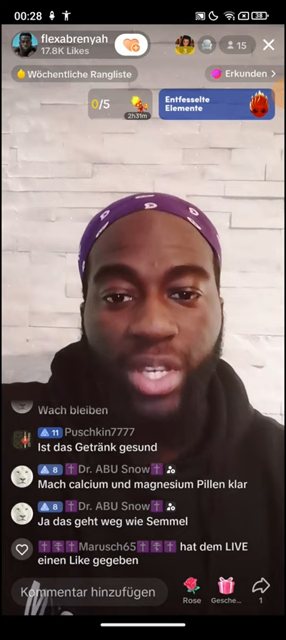 00:28
38
flexabrenyah
17.8K Likes
15
Wöchentliche Rangliste
Erkunden >
0/5
2h31m
Entfesselte
Elemente
Wach bleiben
11 Puschkin7777
Ist das Getränk gesund
8 ✝️Dr. ABU Snow✝️
Mach calcium und magnesium Pillen klar
8 ✝️Dr. ABU Snow✝️
Ja das geht weg wie Semmel
✝️✝️✝️Marusch65✝️✝️✝️ hat dem LIVE
einen Like gegeben
Kommentar hinzufügen
Rose
Gesche...
1